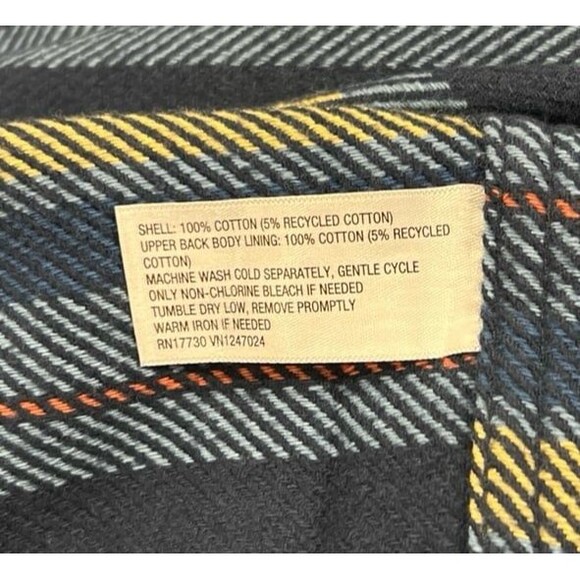 SHELL: 100% COTTON (5% RECYCLED COTTON)
UPPER BACK BODY LINING: 100% COTTON (5% RECYCLED
COTTON)
MACHINE WASH COLD SEPARATELY, GENTLE CYCLE
ONLY NON-CHLORINE BLEACH IF NEEDED
TUMBLE DRY LOW, REMOVE PROMPTLY
WARM IRON IF NEEDED
RN17730 VN1247024